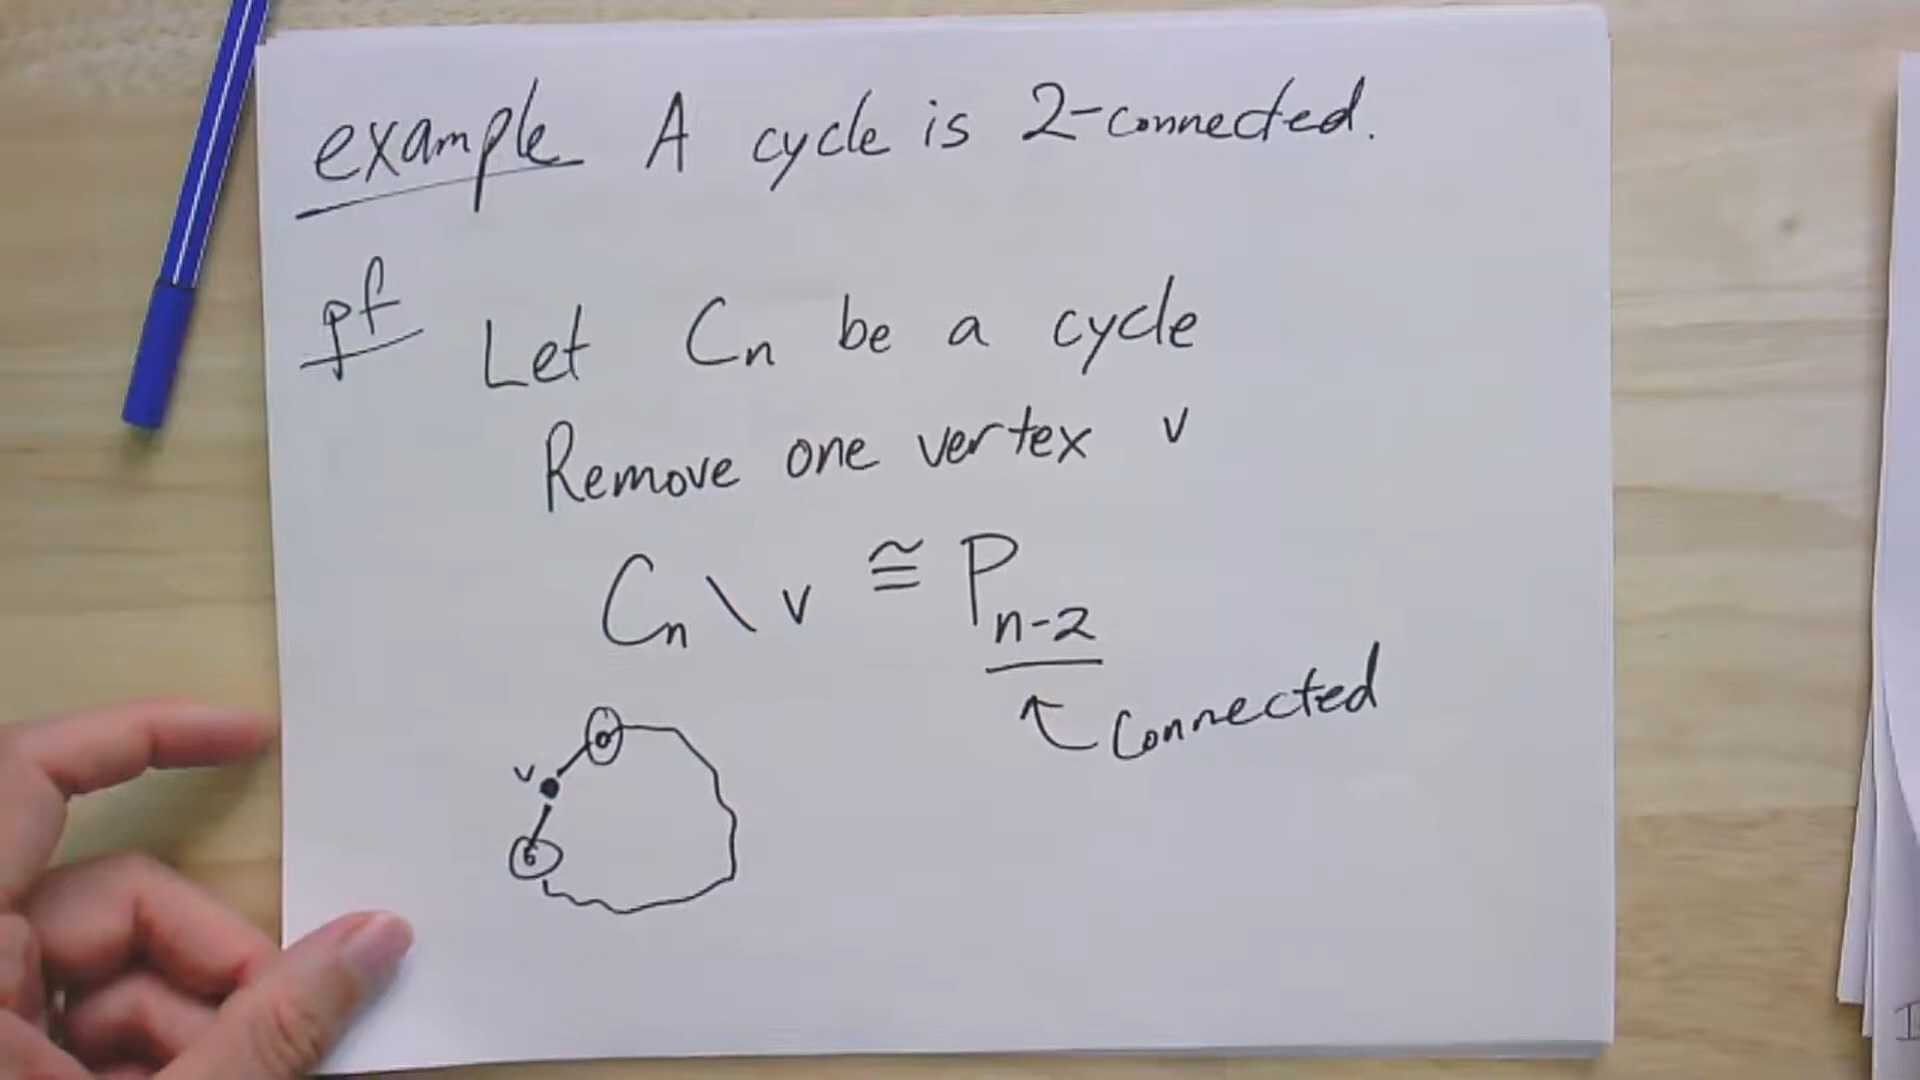 example A cycle is 2-connected.
pf Let Cn be a cycle
Remove one vertex v
Cn \ v ≅ Pn-2
↖ Connected
v